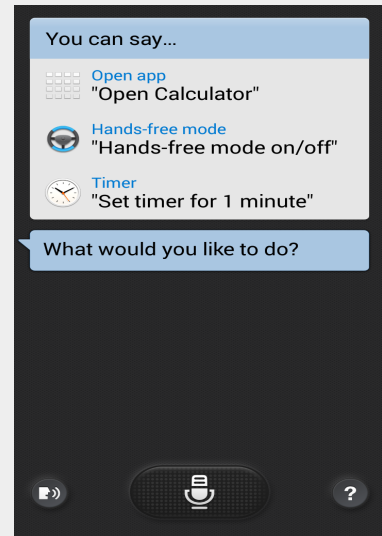 You can say...
Open app
"Open Calculator"
Hands-free mode
"Hands-free mode on/off"
Timer
"Set timer for 1 minute"
What would you like to do?
?